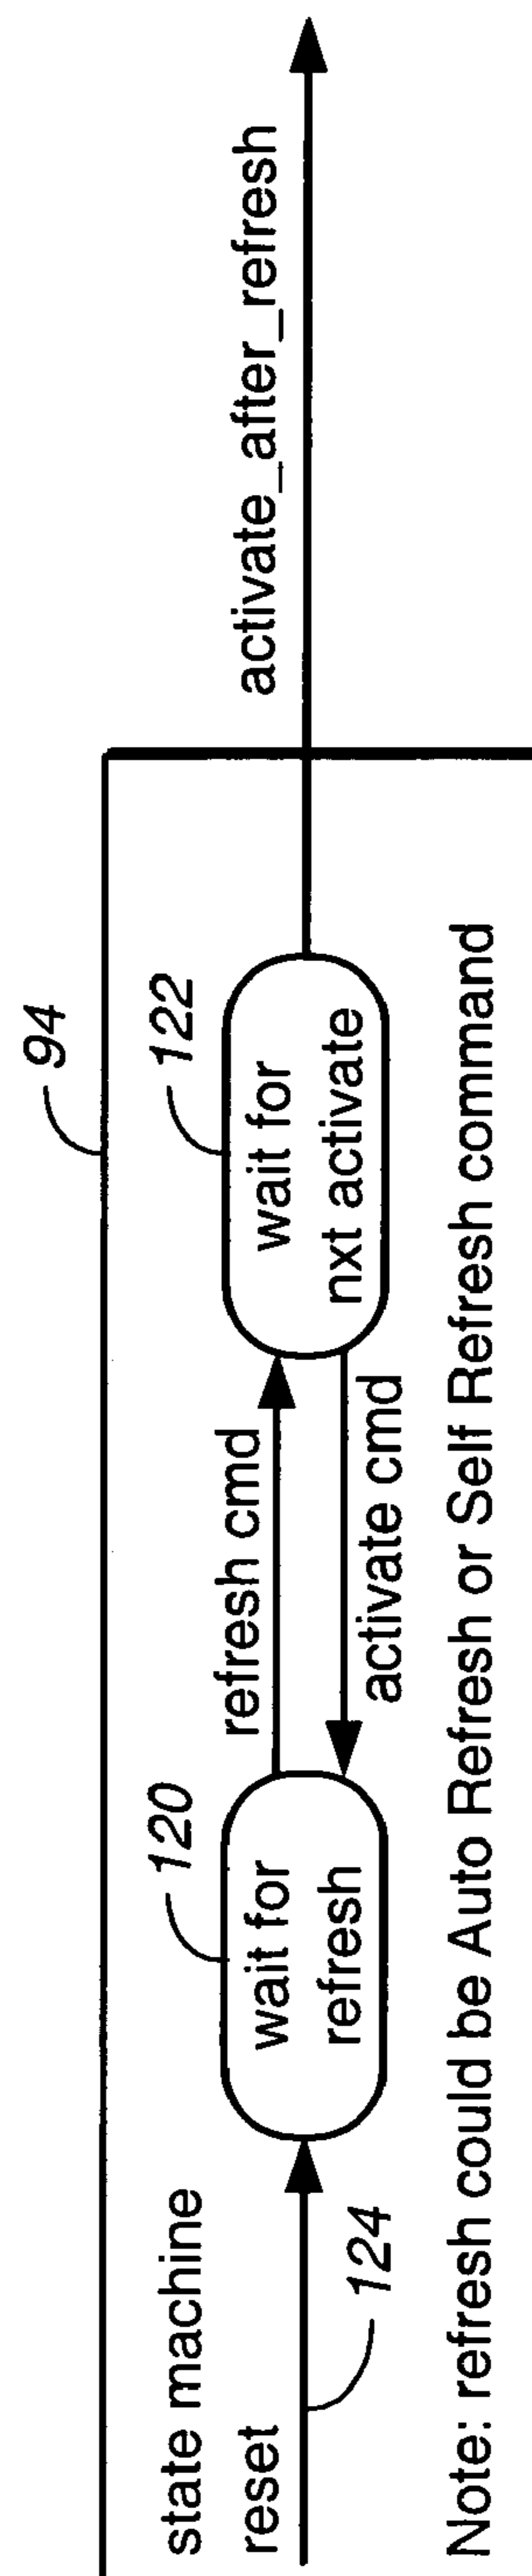 94
state machine
reset
124
120
wait for
refresh
refresh cmd
activate cmd
122
wait for
nxt activate
activate_after_refresh
Note: refresh could be Auto Refresh or Self Refresh command